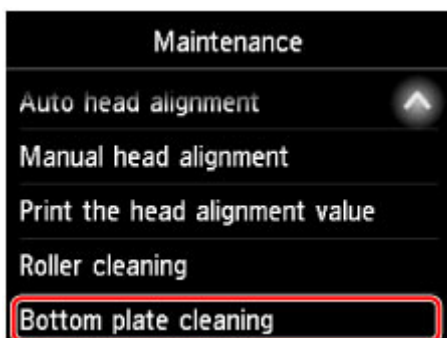 Maintenance
Auto head alignment
Manual head alignment
Print the head alignment value
Roller cleaning
Bottom plate cleaning